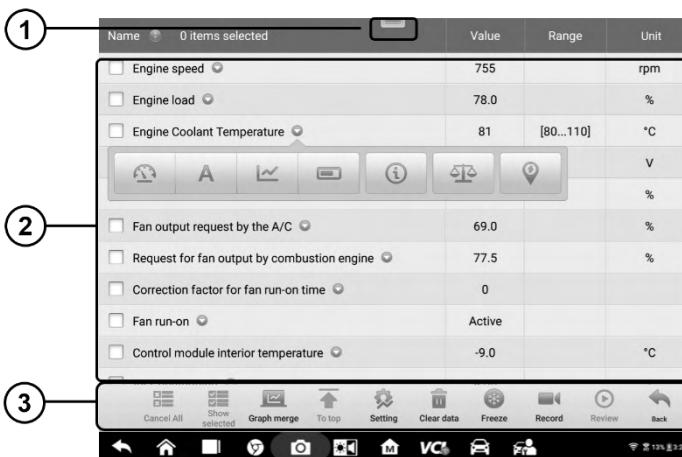 1
Name 0 items selected Value Range Unit
Engine speed 755 rpm
Engine load 78.0 %
Engine Coolant Temperature 81 [80...110] °C
A V
%
2
Fan output request by the A/C 69.0 %
Request for fan output by combustion engine 77.5 %
Correction factor for fan run-on time 0
Fan run-on Active
Control module interior temperature -9.0 °C
3
Cancel All Show selected Graph merge To top Setting Clear data Freeze Record Review Back
M VCI 13%